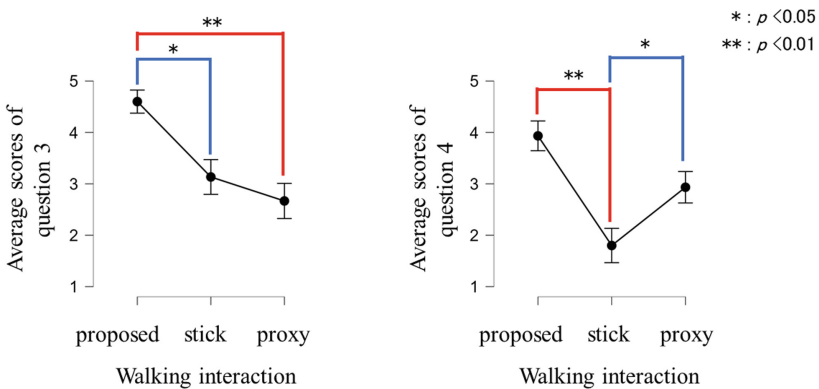 * : p <0.05
** : p <0.01
**
*
5
4
3
2
1
Average scores of
question 3
proposed stick proxy
Walking interaction
*
**
5
4
3
2
1
Average scores of
question 4
proposed stick proxy
Walking interaction